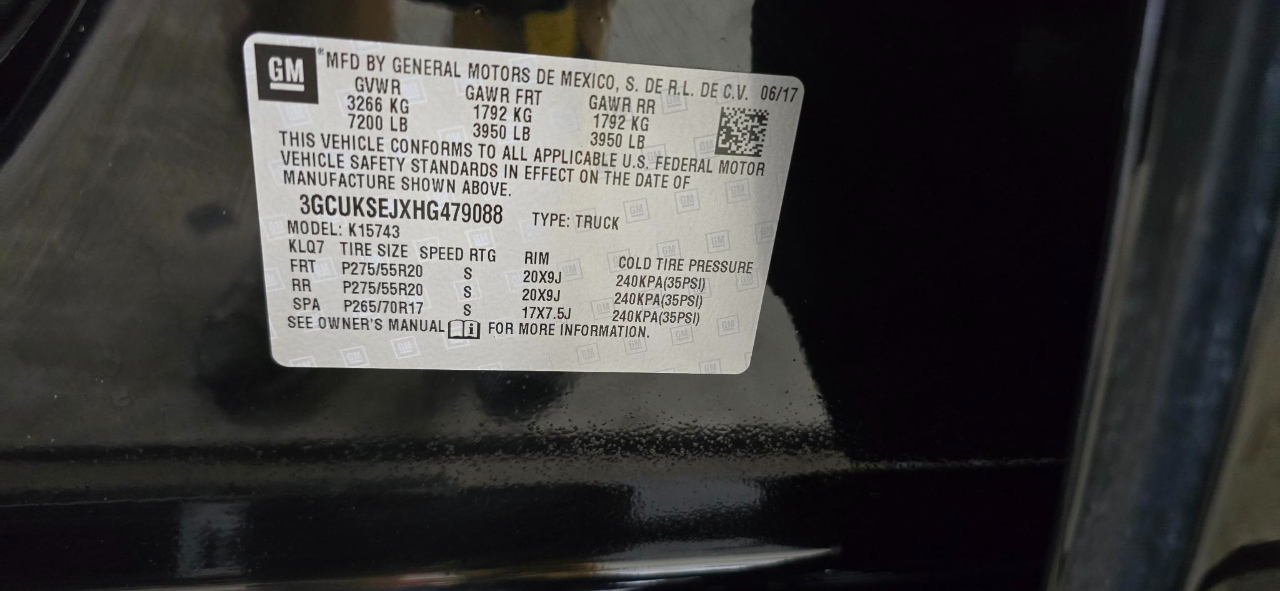 GM ®MFD BY GENERAL MOTORS DE MEXICO, S. DE R.L. DE C.V. 06/17
GVWR GAWR FRT GAWR RR
3266 KG 1792 KG 1792 KG
7200 LB 3950 LB 3950 LB
THIS VEHICLE CONFORMS TO ALL APPLICABLE U.S. FEDERAL MOTOR
VEHICLE SAFETY STANDARDS IN EFFECT ON THE DATE OF
MANUFACTURE SHOWN ABOVE.
3GCUKSEJXHG479088 TYPE: TRUCK
MODEL: K15743
KLQ7 TIRE SIZE SPEED RTG RIM COLD TIRE PRESSURE
FRT P275/55R20 S 20X9J 240KPA(35PSI)
RR P275/55R20 S 20X9J 240KPA(35PSI)
SPA P265/70R17 S 17X7.5J 240KPA(35PSI)
SEE OWNER'S MANUAL i FOR MORE INFORMATION.